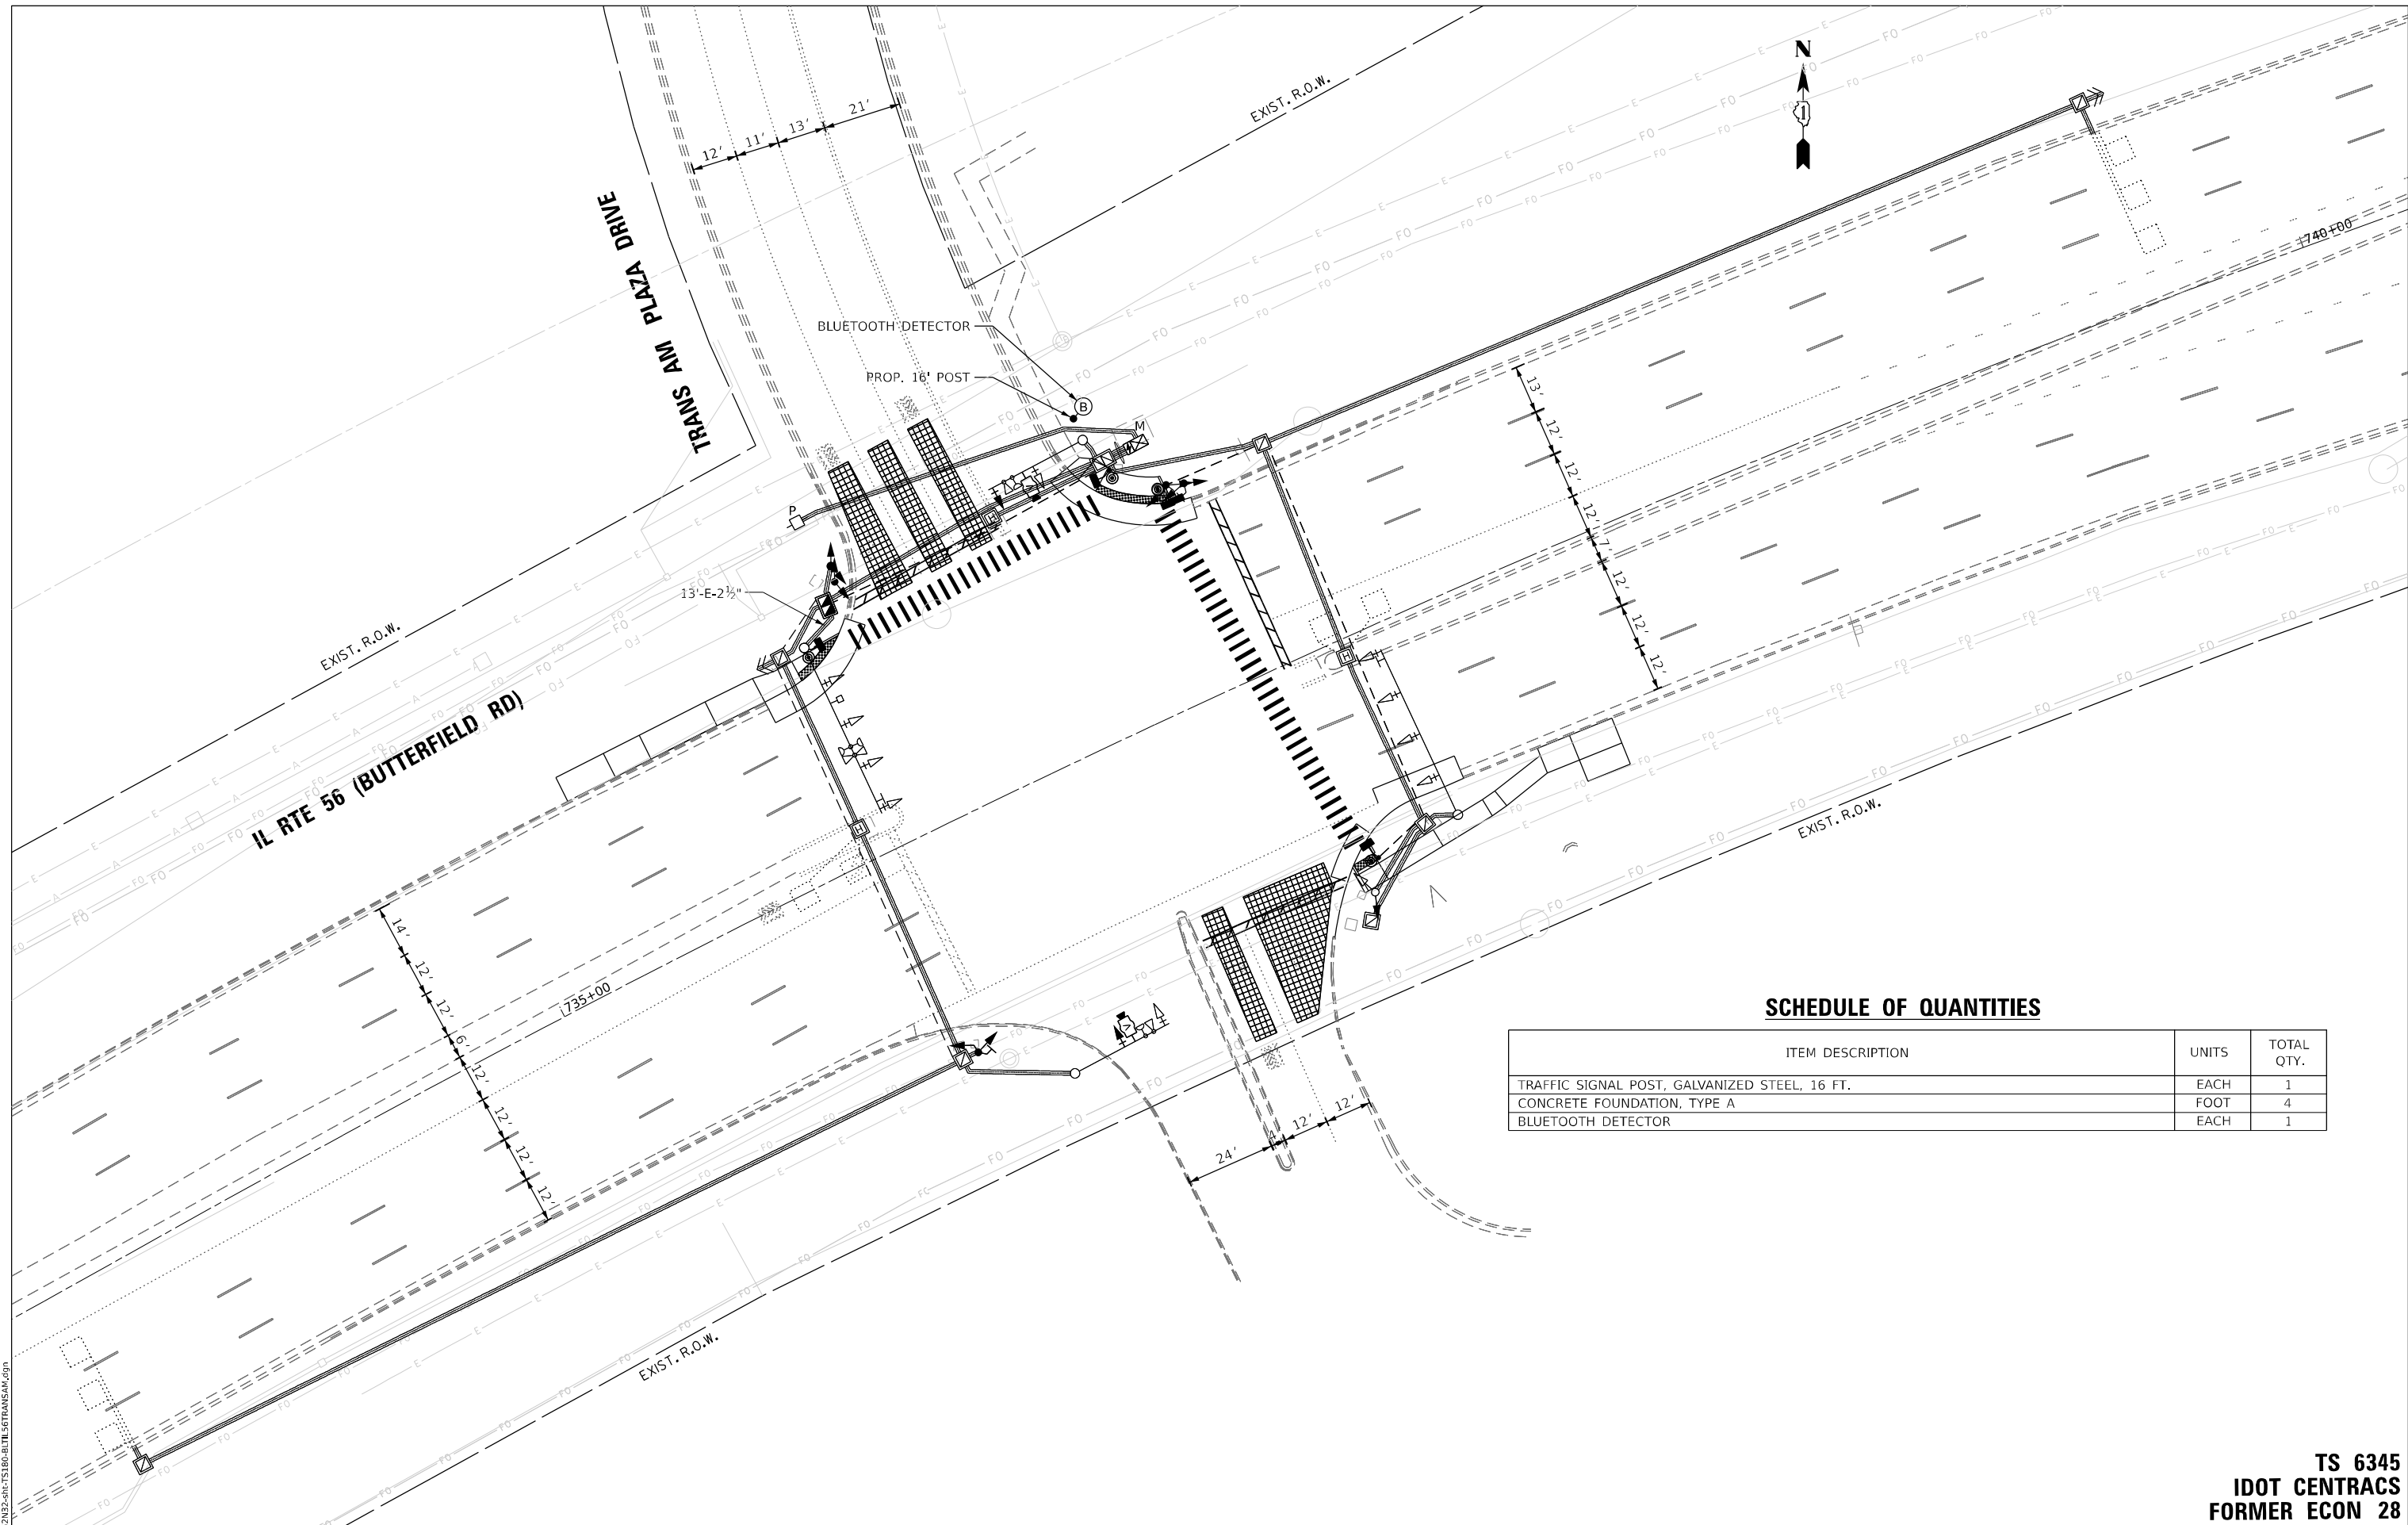 N
1
EXIST. R.O.W.
12'
11'
13'
21'
TRANS AM PLAZA DRIVE
740+00
BLUETOOTH DETECTOR
PROP. 16' POST
B
M
P
H
13'
12'
12'
12'
7'
12'
12'
12'
13'-E-2½"
H
EXIST. R.O.W.
IL RTE 56 (BUTTERFIELD RD)
H
EXIST. R.O.W.
14'
12'
12'
6'
12'
12'
12'
12'
735+00
24'
4'
12'
12'
EXIST. R.O.W.
SCHEDULE OF QUANTITIES
ITEM DESCRIPTION UNITS TOTAL QTY.
TRAFFIC SIGNAL POST, GALVANIZED STEEL, 16 FT. EACH 1
CONCRETE FOUNDATION, TYPE A FOOT 4
BLUETOOTH DETECTOR EACH 1
TS 6345
IDOT CENTRACS
FORMER ECON 28